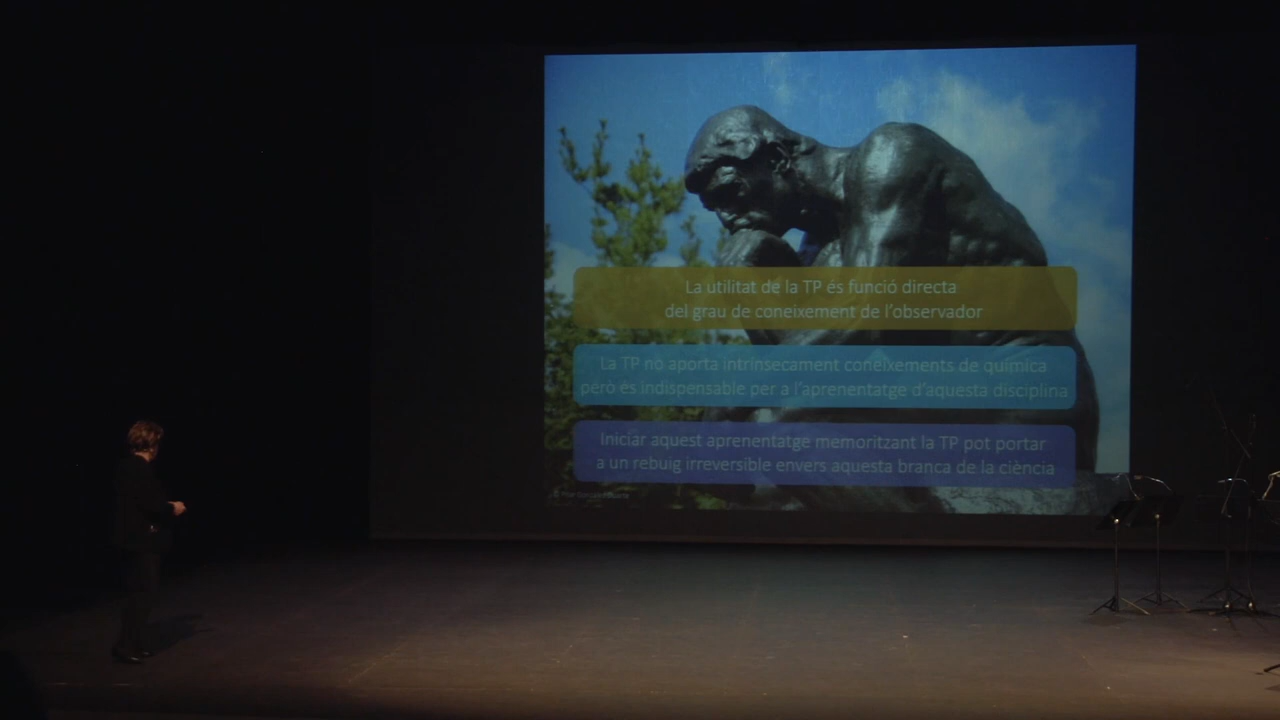 La utilitat de la TP és funció directa
del grau de coneixement de l'observador
La TP no aporta intrínsecament coneixements de química
però és indispensable per a l'aprenentatge d'aquesta disciplina
Iniciar aquest aprenentatge memoritzant la TP pot portar
a un rebuig irreversible envers aquesta branca de la ciència